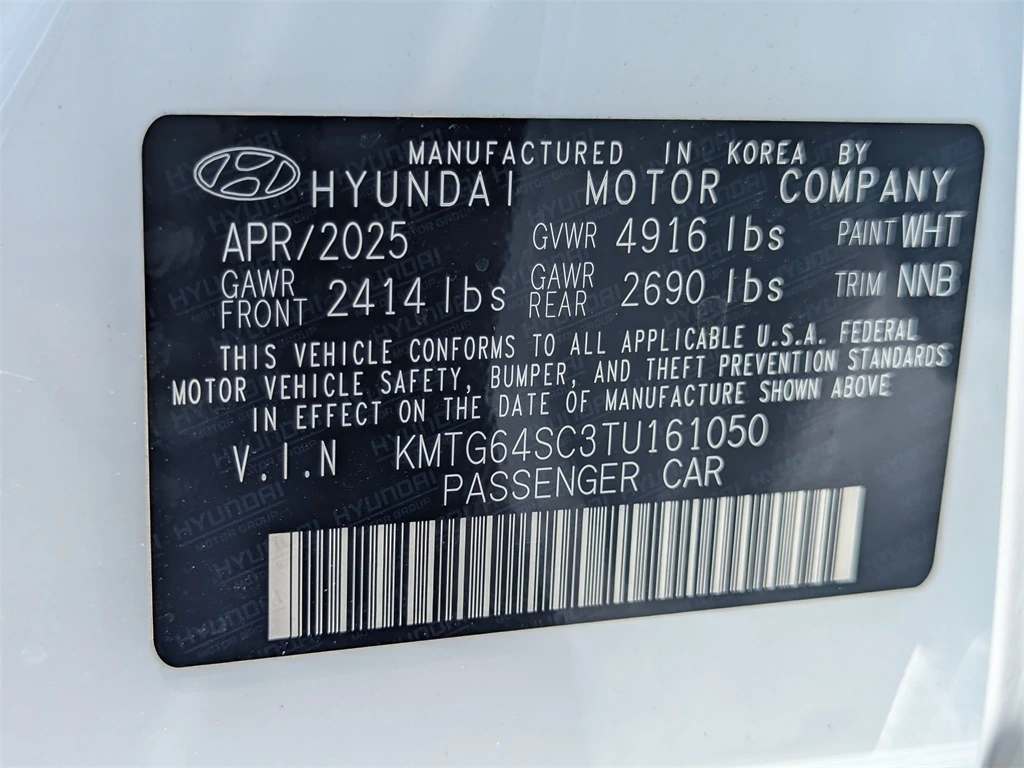 MANUFACTURED IN KOREA BY
HYUNDAI MOTOR COMPANY
APR/2025 GVWR 4916 lbs PAINT WHT
GAWR FRONT 2414 lbs GAWR REAR 2690 lbs TRIM NNB
THIS VEHICLE CONFORMS TO ALL APPLICABLE U.S.A. FEDERAL
MOTOR VEHICLE SAFETY, BUMPER, AND THEFT PREVENTION STANDARDS
IN EFFECT ON THE DATE OF MANUFACTURE SHOWN ABOVE
V.I.N KMTG64SC3TU161050
PASSENGER CAR